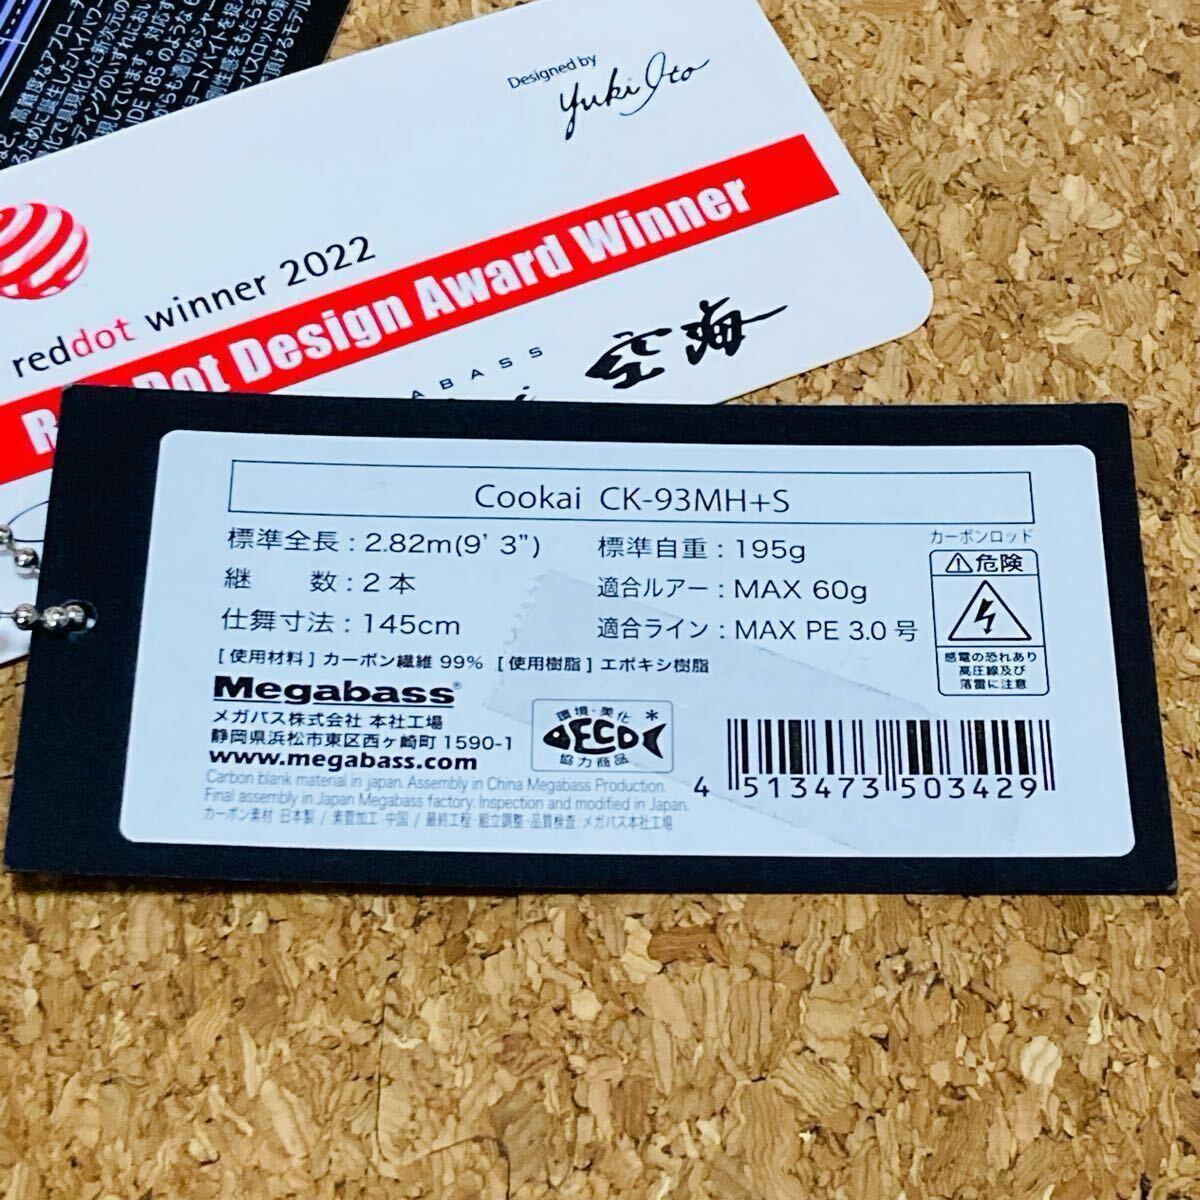 Designed by
Yuki Ito
reddot winner 2022
Dot Design Award Winner
ABASS
空海
Cookai CK-93MH+S
標準全長 : 2.82m(9' 3")
標準自重 : 195g
継 数 : 2 本
適合ルアー : MAX 60g
仕舞寸法 : 145cm
適合ライン : MAX PE 3.0 号
[ 使用材料 ] カーボン繊維 99% [ 使用樹脂 ] エポキシ樹脂
カーボンロッド
⚠危険
感電の恐れあり
高圧線及び
落雷に注意
Megabass®
メガバス株式会社 本社工場
静岡県浜松市東区西ヶ崎町 1590-1
www.megabass.com
環境・美化
ECO
協力商品
Carbon blank material in japan. Assembly in China Megabass Production.
Final assembly in Japan Megabass factory. Inspection and modified in Japan.
カーボン素材 日本製 / 素管加工 中国 / 最終工程・組立調整・品質検査 メガバス本社工場
4 513473 503429